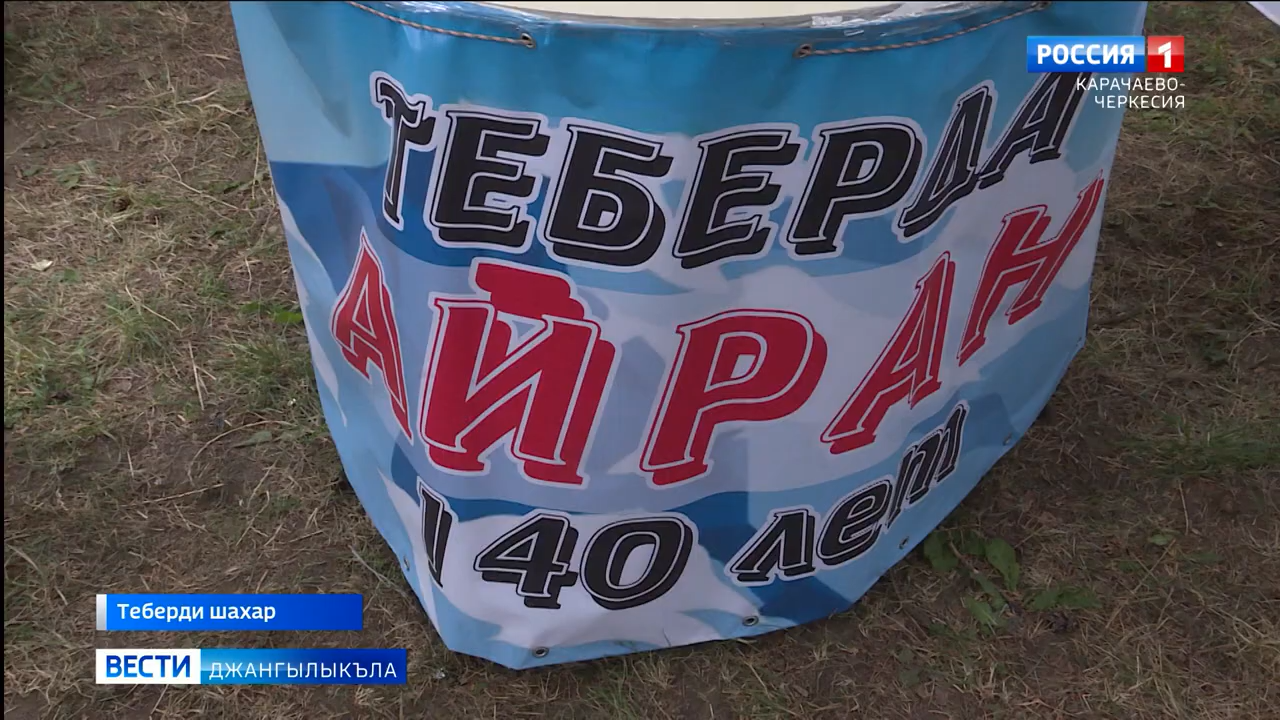 РОССИЯ 1
КАРАЧАЕВО-
ЧЕРКЕСИЯ
ТЕБЕРДА
АЙРАН
140 лет
Теберди шахар
ВЕСТИ ДЖАНГЫЛЫКЪЛА